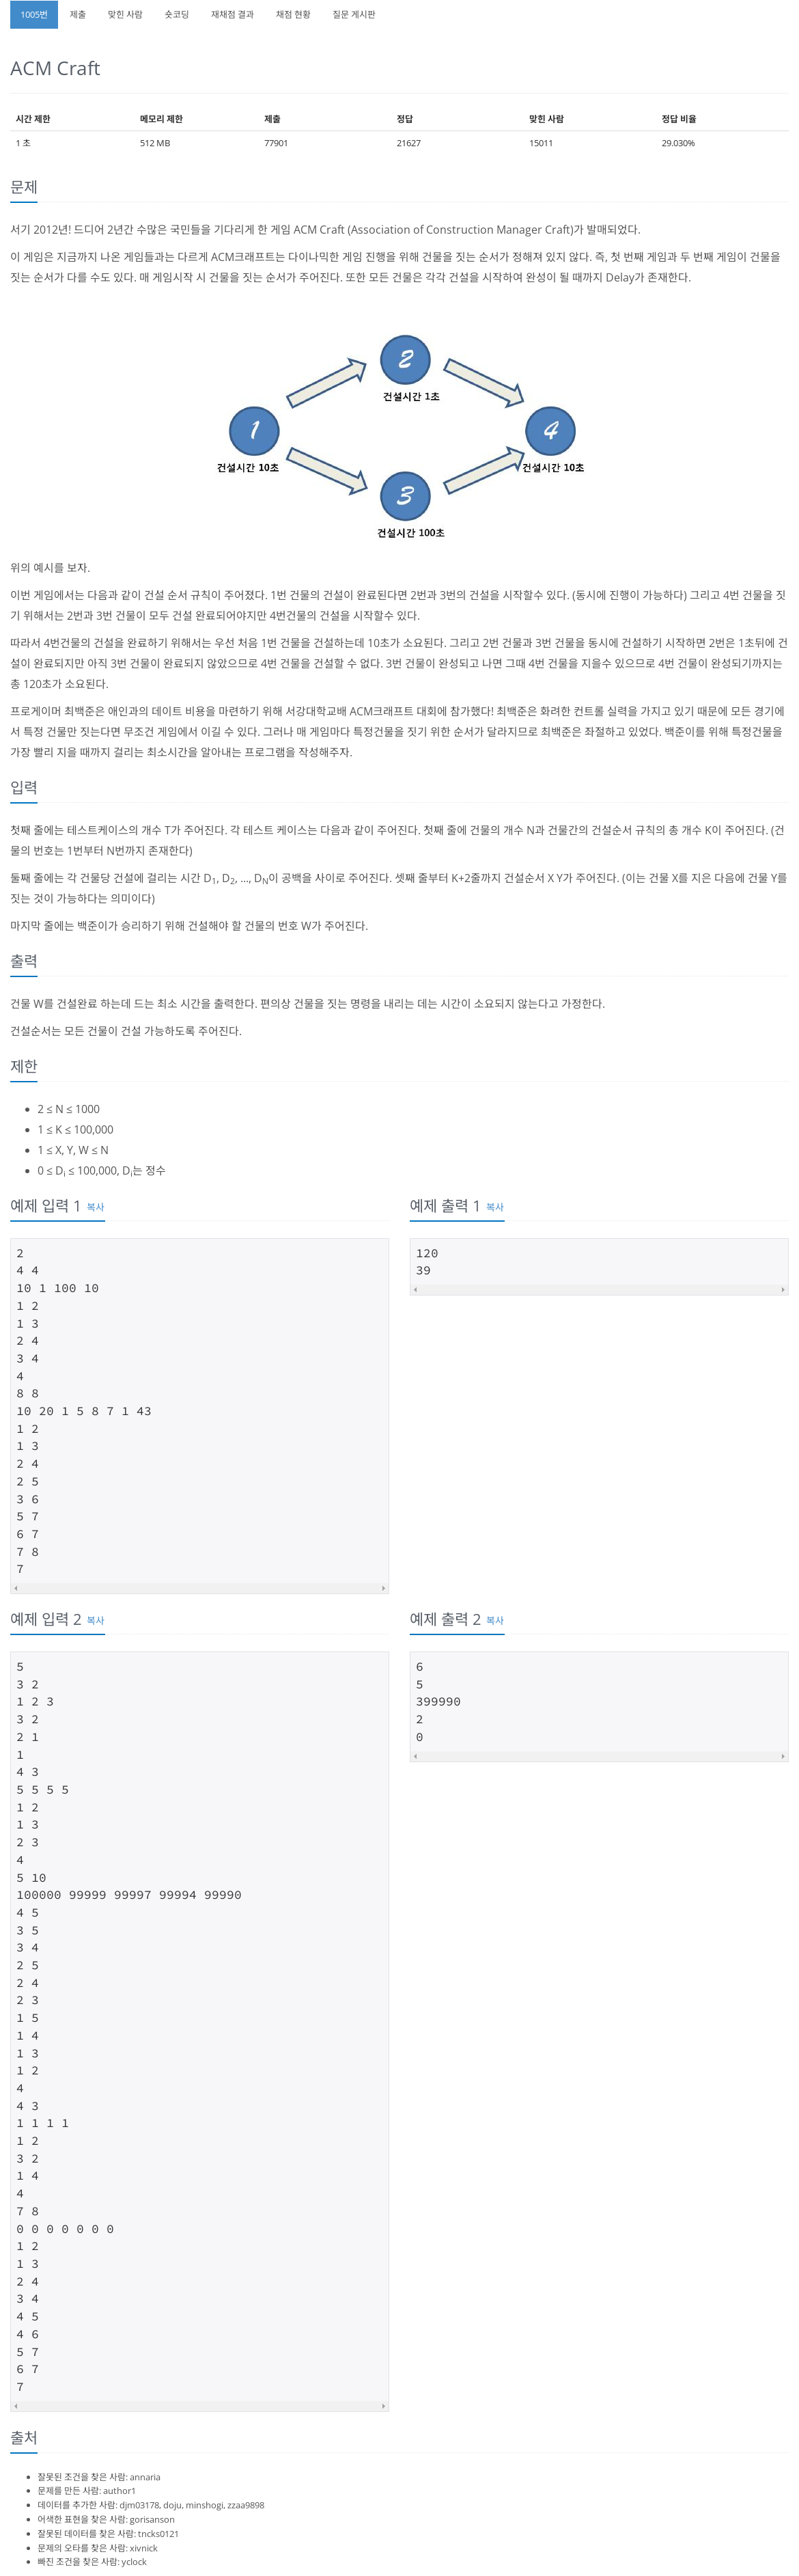 1005번 제출 맞힌 사람 숏코딩 재채점 결과 채점 현황 질문 게시판
ACM Craft
시간 제한 메모리 제한 제출 정답 맞힌 사람 정답 비율
1 초 512 MB 77901 21627 15011 29.030%
문제
서기 2012년! 드디어 2년간 수많은 국민들을 기다리게 한 게임 ACM Craft (Association of Construction Manager Craft)가 발매되었다.
이 게임은 지금까지 나온 게임들과는 다르게 ACM크래프트는 다이나믹한 게임 진행을 위해 건물을 짓는 순서가 정해져 있지 않다. 즉, 첫 번째 게임과 두 번째 게임이 건물을
짓는 순서가 다를 수도 있다. 매 게임시작 시 건물을 짓는 순서가 주어진다. 또한 모든 건물은 각각 건설을 시작하여 완성이 될 때까지 Delay가 존재한다.
2
건설시간 1초
1
건설시간 10초
4
건설시간 10초
3
건설시간 100초
위의 예시를 보자.
이번 게임에서는 다음과 같이 건설 순서 규칙이 주어졌다. 1번 건물의 건설이 완료된다면 2번과 3번의 건설을 시작할수 있다. (동시에 진행이 가능하다) 그리고 4번 건물을 짓
기 위해서는 2번과 3번 건물이 모두 건설 완료되어야지만 4번건물의 건설을 시작할수 있다.
따라서 4번건물의 건설을 완료하기 위해서는 우선 처음 1번 건물을 건설하는데 10초가 소요된다. 그리고 2번 건물과 3번 건물을 동시에 건설하기 시작하면 2번은 1초뒤에 건
설이 완료되지만 아직 3번 건물이 완료되지 않았으므로 4번 건물을 건설할 수 없다. 3번 건물이 완성되고 나면 그때 4번 건물을 지을수 있으므로 4번 건물이 완성되기까지는
총 120초가 소요된다.
프로게이머 최백준은 애인과의 데이트 비용을 마련하기 위해 서강대학교배 ACM크래프트 대회에 참가했다! 최백준은 화려한 컨트롤 실력을 가지고 있기 때문에 모든 경기에
서 특정 건물만 짓는다면 무조건 게임에서 이길 수 있다. 그러나 매 게임마다 특정건물을 짓기 위한 순서가 달라지므로 최백준은 좌절하고 있었다. 백준이를 위해 특정건물을
가장 빨리 지을 때까지 걸리는 최소시간을 알아내는 프로그램을 작성해주자.
입력
첫째 줄에는 테스트케이스의 개수 T가 주어진다. 각 테스트 케이스는 다음과 같이 주어진다. 첫째 줄에 건물의 개수 N과 건물간의 건설순서 규칙의 총 개수 K이 주어진다. (건
물의 번호는 1번부터 N번까지 존재한다)
둘째 줄에는 각 건물당 건설에 걸리는 시간 D1, D2, ..., DN이 공백을 사이로 주어진다. 셋째 줄부터 K+2줄까지 건설순서 X Y가 주어진다. (이는 건물 X를 지은 다음에 건물 Y를
짓는 것이 가능하다는 의미이다)
마지막 줄에는 백준이가 승리하기 위해 건설해야 할 건물의 번호 W가 주어진다.
출력
건물 W를 건설완료 하는데 드는 최소 시간을 출력한다. 편의상 건물을 짓는 명령을 내리는 데는 시간이 소요되지 않는다고 가정한다.
건설순서는 모든 건물이 건설 가능하도록 주어진다.
제한
• 2 ≤ N ≤ 1000
• 1 ≤ K ≤ 100,000
• 1 ≤ X, Y, W ≤ N
• 0 ≤ Di ≤ 100,000, Di는 정수
예제 입력 1 복사
2
4 4
10 1 100 10
1 2
1 3
2 4
3 4
4
8 8
10 20 1 5 8 7 1 43
1 2
1 3
2 4
2 5
3 6
5 7
6 7
7 8
7
예제 출력 1 복사
120
39
예제 입력 2 복사
5
3 2
1 2 3
3 2
2 1
1
4 3
5 5 5 5
1 2
1 3
2 3
4
5 10
100000 99999 99997 99994 99990
4 5
3 5
3 4
2 5
2 4
2 3
1 5
1 4
1 3
1 2
4
4 3
1 1 1 1
1 2
3 2
1 4
4
7 8
0 0 0 0 0 0 0
1 2
1 3
2 4
3 4
4 5
4 6
5 7
6 7
7
예제 출력 2 복사
6
5
399990
2
0
출처
• 잘못된 조건을 찾은 사람: annaria
• 문제를 만든 사람: author1
• 데이터를 추가한 사람: djm03178, doju, minshogi, zzaa9898
• 어색한 표현을 찾은 사람: gorisanson
• 잘못된 데이터를 찾은 사람: tncks0121
• 문제의 오타를 찾은 사람: xivnick
• 빠진 조건을 찾은 사람: yclock